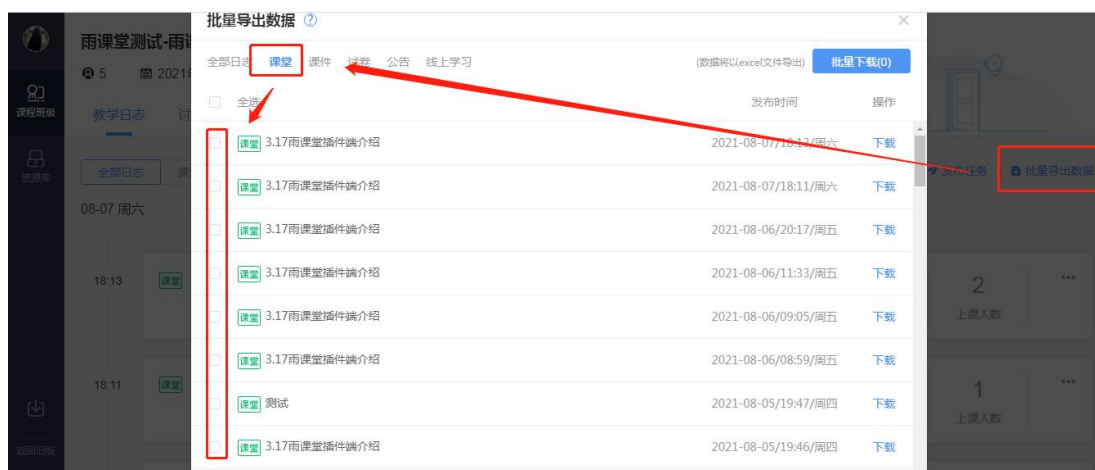 批量导出数据 ?
全部日志 课堂 课件 试卷 公告 线上学习 (数据将以excel文件导出) 批量下载(0)
全选 发布时间 操作
课堂 3.17雨课堂插件端介绍 2021-08-07/18:13/周六 下载
课堂 3.17雨课堂插件端介绍 2021-08-07/18:11/周六 下载
课堂 3.17雨课堂插件端介绍 2021-08-06/20:17/周五 下载
课堂 3.17雨课堂插件端介绍 2021-08-06/11:33/周五 下载
课堂 3.17雨课堂插件端介绍 2021-08-06/09:05/周五 下载
课堂 3.17雨课堂插件端介绍 2021-08-06/08:59/周五 下载
课堂 测试 2021-08-05/19:47/周四 下载
课堂 3.17雨课堂插件端介绍 2021-08-05/19:46/周四 下载
雨课堂测试-雨
5 2021
课程班级
教学日志 讨
资源库
全部日志
发布任务 批量导出数据
08-07 周六
18:13 课堂 2
上课人数
18:11 课堂 1
上课人数
返回旧版